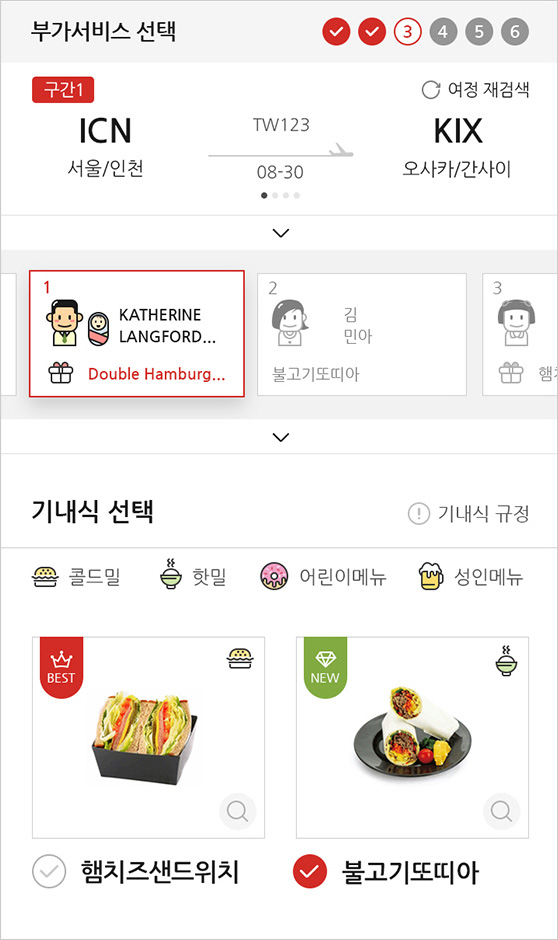 부가서비스 선택
3 4 5 6
구간1
여정 재검색
ICN
TW123
KIX
서울/인천
08-30
오사카/간사이
1
KATHERINE
LANGFORD...
Double Hamburg...
2
김
민아
불고기또띠아
3
햄치
기내식 선택
기내식 규정
콜드밀
핫밀
어린이메뉴
성인메뉴
BEST
NEW
햄치즈샌드위치
불고기또띠아